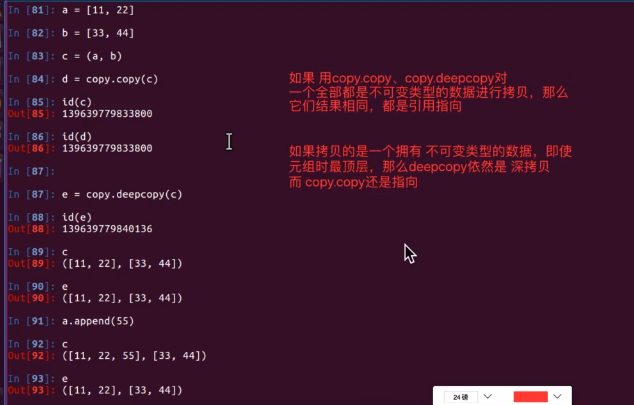 In [81]: a = [11, 22]
In [82]: b = [33, 44]
In [83]: c = (a, b)
In [84]: d = copy.copy(c)
In [85]: id(c)
Out[85]: 139639779833800
In [86]: id(d)
Out[86]: 139639779833800
In [87]:
In [87]: e = copy.deepcopy(c)
In [88]: id(e)
Out[88]: 139639779840136
In [89]: c
Out[89]: ([11, 22], [33, 44])
In [90]: e
Out[90]: ([11, 22], [33, 44])
In [91]: a.append(55)
In [92]: c
Out[92]: ([11, 22, 55], [33, 44])
In [93]: e
Out[93]: ([11, 22], [33, 44])
如果 用copy.copy、copy.deepcopy对
一个全部都是不可变类型的数据进行拷贝，那么
它们结果相同，都是引用指向
如果拷贝的是一个拥有 不可变类型的数据，即使
元组时最顶层，那么deepcopy依然是 深拷贝
而 copy.copy还是指向
24 磅